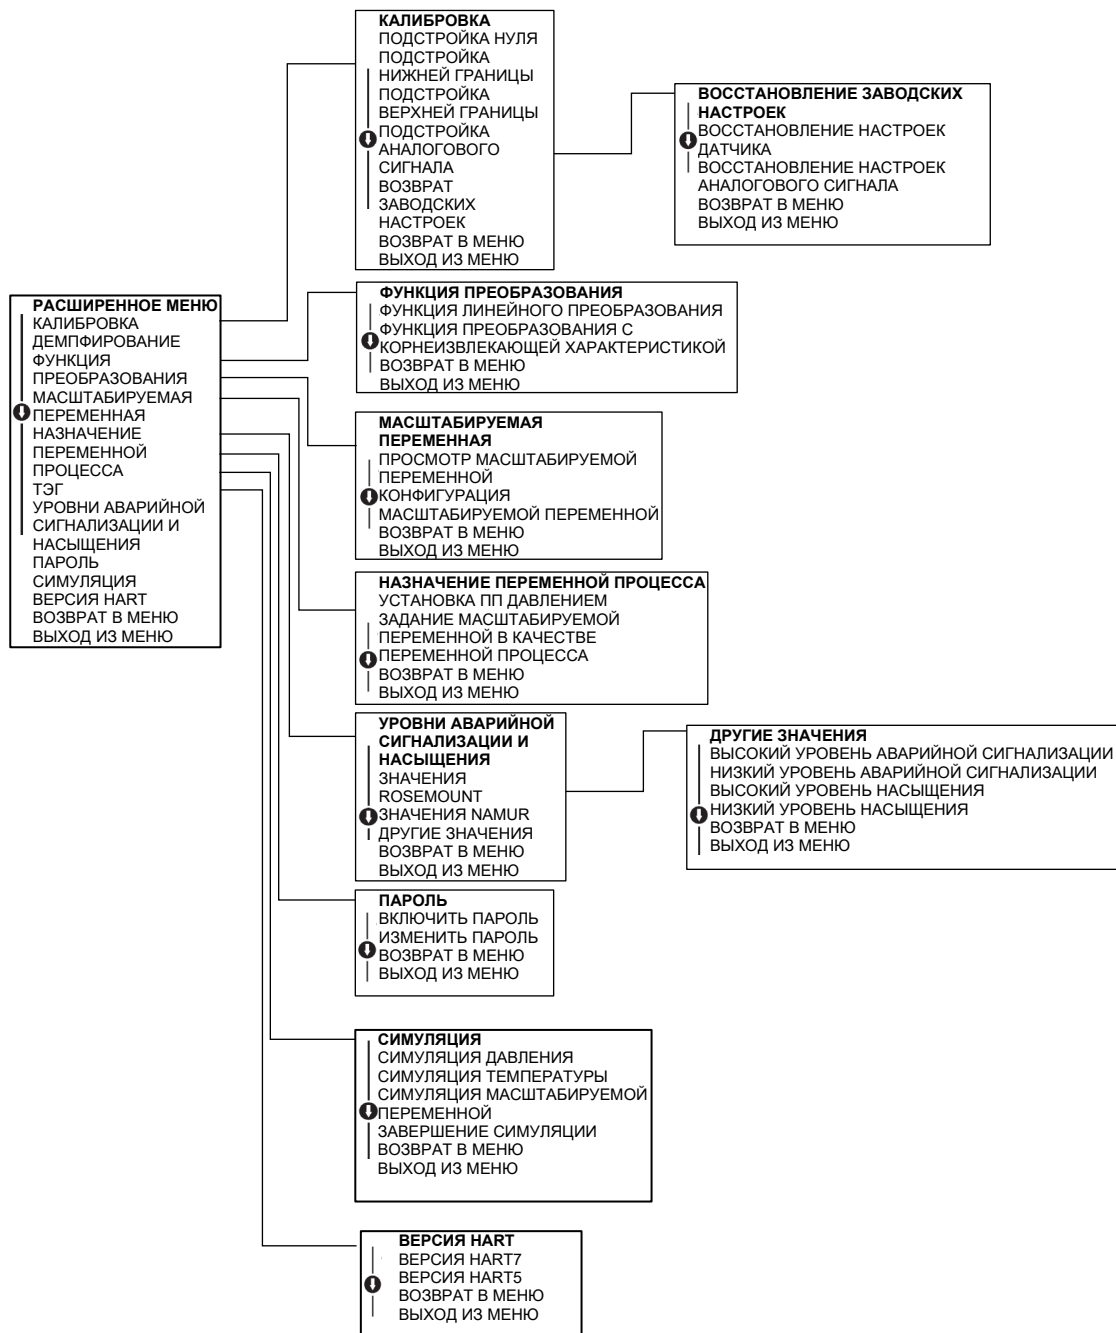 КАЛИБРОВКА
ПОДСТРОЙКА НУЛЯ
ПОДСТРОЙКА
НИЖНЕЙ ГРАНИЦЫ
ПОДСТРОЙКА
ВЕРХНЕЙ ГРАНИЦЫ
ПОДСТРОЙКА
АНАЛОГОВОГО
СИГНАЛА
ВОЗВРАТ
ЗАВОДСКИХ
НАСТРОЕК
ВОЗВРАТ В МЕНЮ
ВЫХОД ИЗ МЕНЮ
ВОССТАНОВЛЕНИЕ ЗАВОДСКИХ
НАСТРОЕК
ВОССТАНОВЛЕНИЕ НАСТРОЕК
ДАТЧИКА
ВОССТАНОВЛЕНИЕ НАСТРОЕК
АНАЛОГОВОГО СИГНАЛА
ВОЗВРАТ В МЕНЮ
ВЫХОД ИЗ МЕНЮ
РАСШИРЕННОЕ МЕНЮ
КАЛИБРОВКА
ДЕМПФИРОВАНИЕ
ФУНКЦИЯ
ПРЕОБРАЗОВАНИЯ
МАСШТАБИРУЕМАЯ
ПЕРЕМЕННАЯ
НАЗНАЧЕНИЕ
ПЕРЕМЕННОЙ
ПРОЦЕССА
ТЭГ
УРОВНИ АВАРИЙНОЙ
СИГНАЛИЗАЦИИ И
НАСЫЩЕНИЯ
ПАРОЛЬ
СИМУЛЯЦИЯ
ВЕРСИЯ HART
ВОЗВРАТ В МЕНЮ
ВЫХОД ИЗ МЕНЮ
ФУНКЦИЯ ПРЕОБРАЗОВАНИЯ
ФУНКЦИЯ ЛИНЕЙНОГО ПРЕОБРАЗОВАНИЯ
ФУНКЦИЯ ПРЕОБРАЗОВАНИЯ С
КОРНЕИЗВЛЕКАЮЩЕЙ ХАРАКТЕРИСТИКОЙ
ВОЗВРАТ В МЕНЮ
ВЫХОД ИЗ МЕНЮ
МАСШТАБИРУЕМАЯ
ПЕРЕМЕННАЯ
ПРОСМОТР МАСШТАБИРУЕМОЙ
ПЕРЕМЕННОЙ
КОНФИГУРАЦИЯ
МАСШТАБИРУЕМОЙ ПЕРЕМЕННОЙ
ВОЗВРАТ В МЕНЮ
ВЫХОД ИЗ МЕНЮ
НАЗНАЧЕНИЕ ПЕРЕМЕННОЙ ПРОЦЕССА
УСТАНОВКА ПП ДАВЛЕНИЕМ
ЗАДАНИЕ МАСШТАБИРУЕМОЙ
ПЕРЕМЕННОЙ В КАЧЕСТВЕ
ПЕРЕМЕННОЙ ПРОЦЕССА
ВОЗВРАТ В МЕНЮ
ВЫХОД ИЗ МЕНЮ
УРОВНИ АВАРИЙНОЙ
СИГНАЛИЗАЦИИ И
НАСЫЩЕНИЯ
ЗНАЧЕНИЯ
ROSEMOUNT
ЗНАЧЕНИЯ NAMUR
ДРУГИЕ ЗНАЧЕНИЯ
ВОЗВРАТ В МЕНЮ
ВЫХОД ИЗ МЕНЮ
ДРУГИЕ ЗНАЧЕНИЯ
ВЫСОКИЙ УРОВЕНЬ АВАРИЙНОЙ СИГНАЛИЗАЦИИ
НИЗКИЙ УРОВЕНЬ АВАРИЙНОЙ СИГНАЛИЗАЦИИ
ВЫСОКИЙ УРОВЕНЬ НАСЫЩЕНИЯ
НИЗКИЙ УРОВЕНЬ НАСЫЩЕНИЯ
ВОЗВРАТ В МЕНЮ
ВЫХОД ИЗ МЕНЮ
ПАРОЛЬ
ВКЛЮЧИТЬ ПАРОЛЬ
ИЗМЕНИТЬ ПАРОЛЬ
ВОЗВРАТ В МЕНЮ
ВЫХОД ИЗ МЕНЮ
СИМУЛЯЦИЯ
СИМУЛЯЦИЯ ДАВЛЕНИЯ
СИМУЛЯЦИЯ ТЕМПЕРАТУРЫ
СИМУЛЯЦИЯ МАСШТАБИРУЕМОЙ
ПЕРЕМЕННОЙ
ЗАВЕРШЕНИЕ СИМУЛЯЦИИ
ВОЗВРАТ В МЕНЮ
ВЫХОД ИЗ МЕНЮ
ВЕРСИЯ HART
ВЕРСИЯ HART7
ВЕРСИЯ HART5
ВОЗВРАТ В МЕНЮ
ВЫХОД ИЗ МЕНЮ